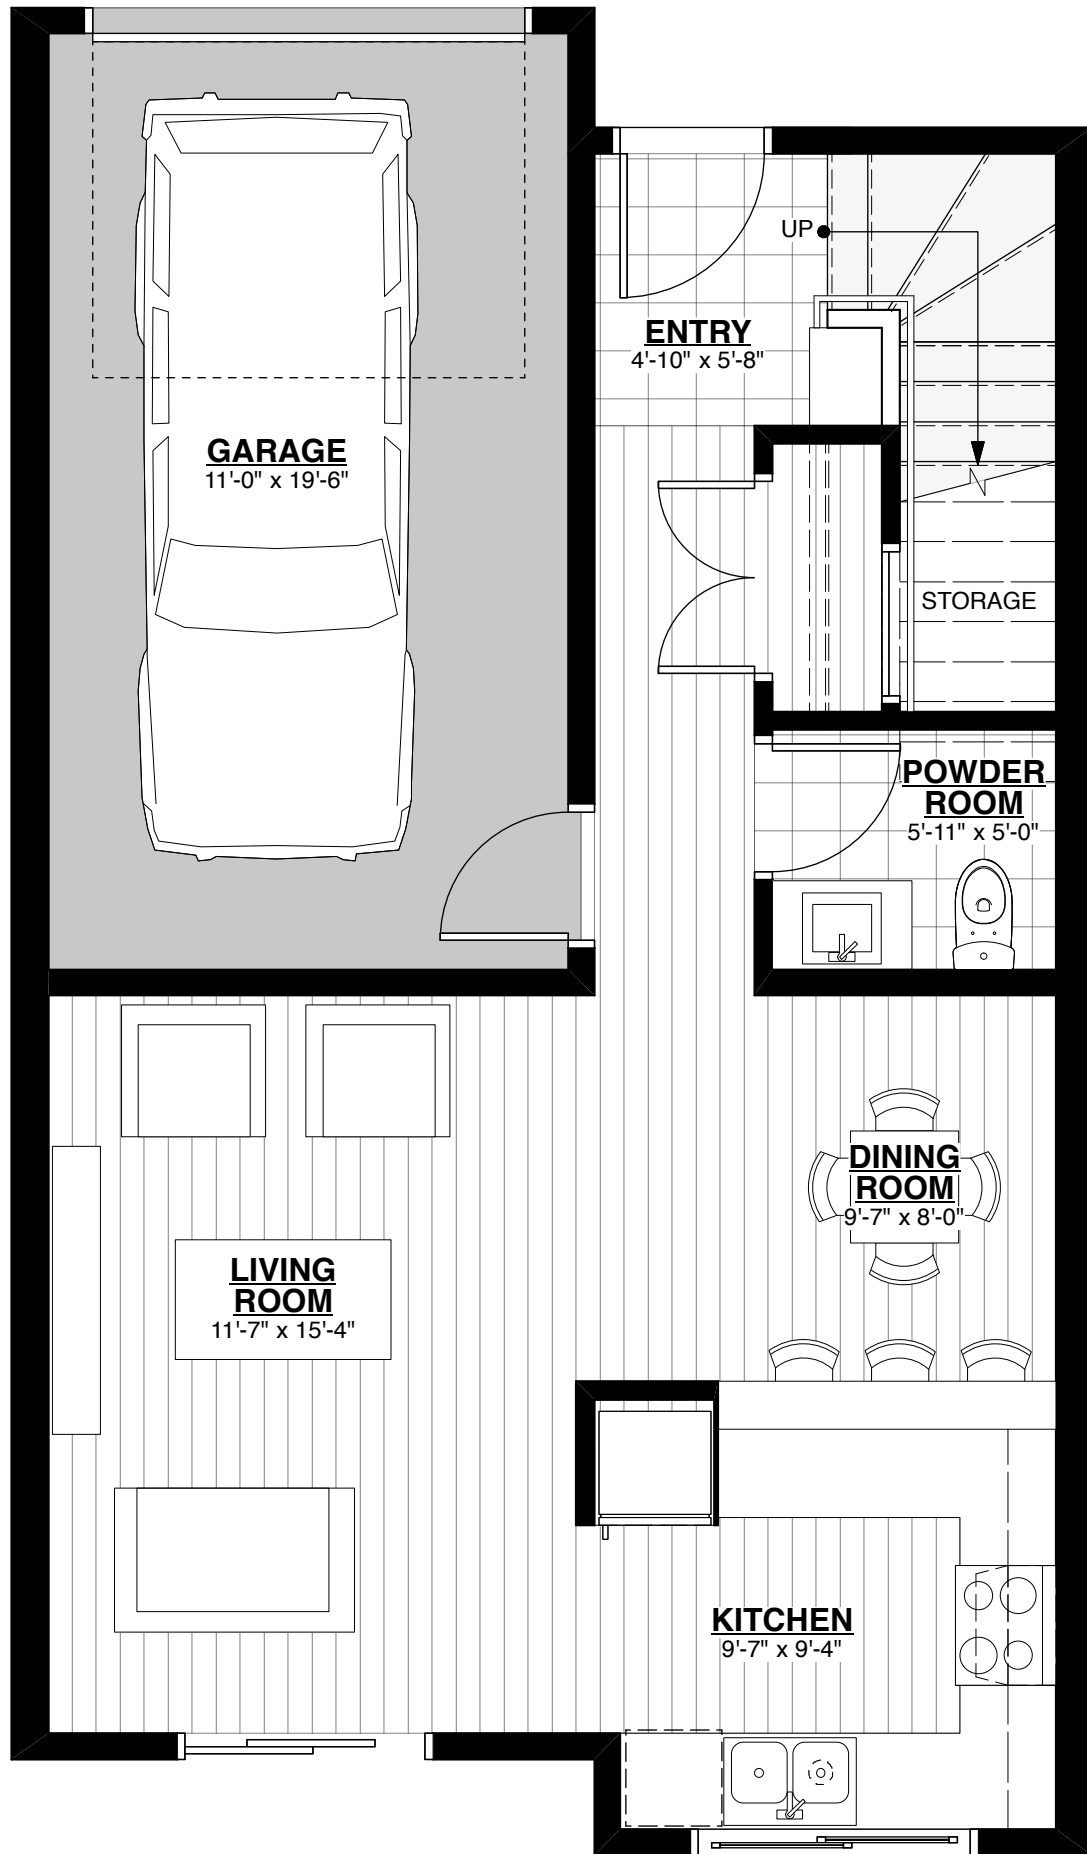 UP
ENTRY
4'-10" x 5'-8"
GARAGE
11'-0" x 19'-6"
STORAGE
POWDER
ROOM
5'-11" x 5'-0"
DINING
ROOM
9'-7" x 8'-0"
LIVING
ROOM
11'-7" x 15'-4"
KITCHEN
9'-7" x 9'-4"